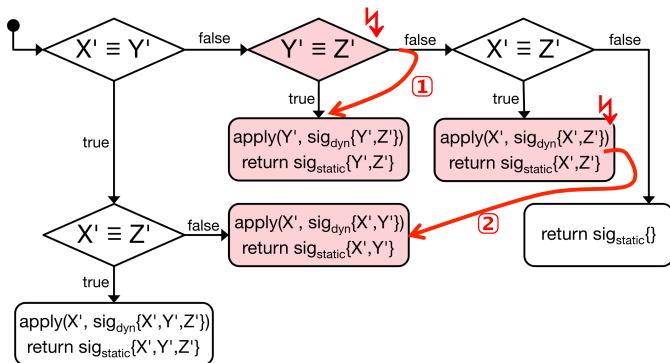 X' ≡ Y'
false
Y' ≡ Z'
false
X' ≡ Z'
false
true
true
true
1
apply(Y', sig_dyn{Y',Z'})
return sig_static{Y',Z'}
apply(X', sig_dyn{X',Z'})
return sig_static{X',Z'}
X' ≡ Z'
false
apply(X', sig_dyn{X',Y'})
return sig_static{X',Y'}
2
return sig_static{}
true
apply(X', sig_dyn{X',Y',Z'})
return sig_static{X',Y',Z'}